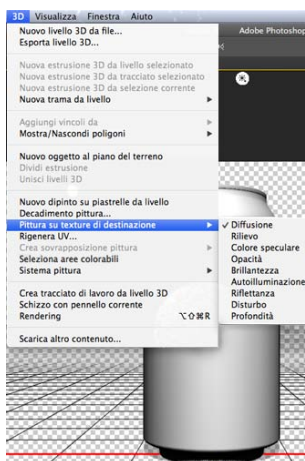 3D Visualizza Finestra Aiuto
Adobe Photoshop
Nuovo livello 3D da file...
Esporta livello 3D...
Nuova estrusione 3D da livello selezionato
Nuova estrusione 3D da tracciato selezionato
Nuova estrusione 3D da selezione corrente
Nuova trama da livello
Aggiungi vincoli da
Mostra/Nascondi poligoni
Nuovo oggetto al piano del terreno
Dividi estrusione
Unisci livelli 3D
Nuovo dipinto su piastrelle da livello
Decadimento pittura...
Pittura su texture di destinazione
Rigenera UV...
Crea sovrapposizione pittura
Seleziona aree colorabili
Sistema pittura
Crea tracciato di lavoro da livello 3D
Schizzo con pennello corrente
Rendering ⌥⇧⌘R
Scarica altro contenuto...
✓ Diffusione
Rilievo
Colore speculare
Opacità
Brillantezza
Autoilluminazione
Riflettanza
Disturbo
Profondità